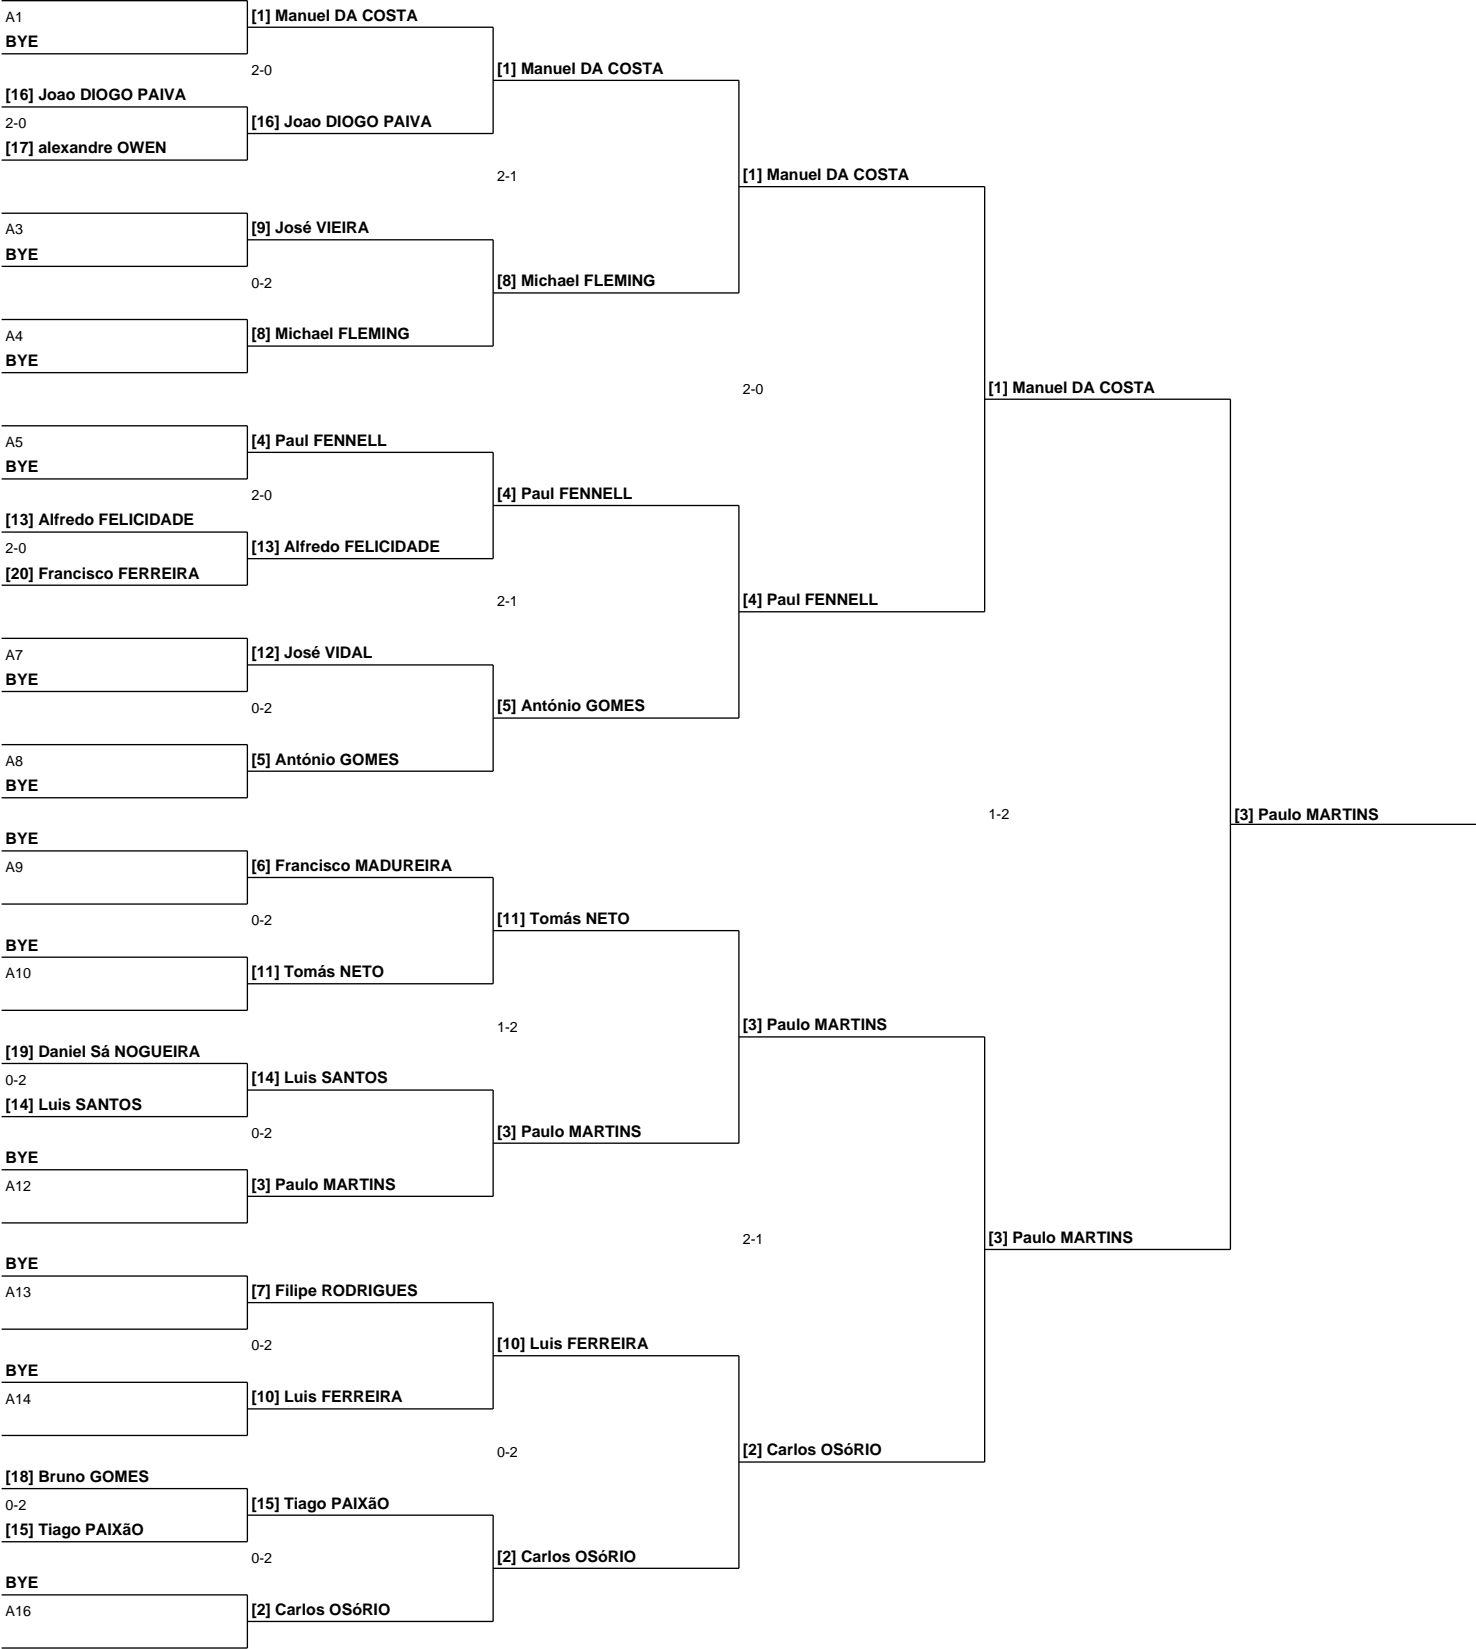 A1
[1] Manuel DA COSTA
BYE
2-0
[1] Manuel DA COSTA
[16] Joao DIOGO PAIVA
2-0
[16] Joao DIOGO PAIVA
[17] alexandre OWEN
2-1
[1] Manuel DA COSTA
A3
[9] José VIEIRA
BYE
0-2
[8] Michael FLEMING
A4
[8] Michael FLEMING
BYE
2-0
[1] Manuel DA COSTA
A5
[4] Paul FENNELL
BYE
2-0
[4] Paul FENNELL
[13] Alfredo FELICIDADE
2-0
[13] Alfredo FELICIDADE
[20] Francisco FERREIRA
2-1
[4] Paul FENNELL
A7
[12] José VIDAL
BYE
0-2
[5] António GOMES
A8
[5] António GOMES
BYE
1-2
[3] Paulo MARTINS
BYE
A9
[6] Francisco MADUREIRA
0-2
[11] Tomás NETO
BYE
A10
[11] Tomás NETO
1-2
[3] Paulo MARTINS
[19] Daniel Sá NOGUEIRA
0-2
[14] Luis SANTOS
[14] Luis SANTOS
0-2
[3] Paulo MARTINS
BYE
A12
[3] Paulo MARTINS
2-1
[3] Paulo MARTINS
BYE
A13
[7] Filipe RODRIGUES
0-2
[10] Luis FERREIRA
BYE
A14
[10] Luis FERREIRA
0-2
[2] Carlos OSóRIO
[18] Bruno GOMES
0-2
[15] Tiago PAIXãO
[15] Tiago PAIXãO
0-2
[2] Carlos OSóRIO
BYE
A16
[2] Carlos OSóRIO